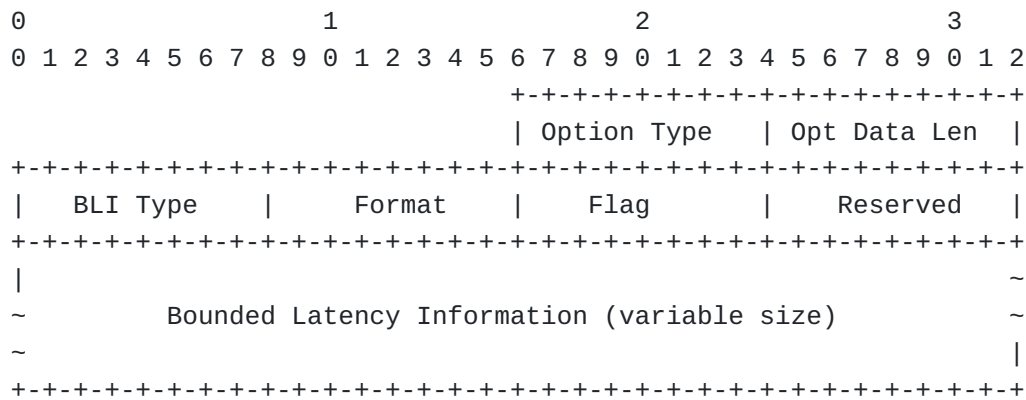 0                   1                   2                   3
0 1 2 3 4 5 6 7 8 9 0 1 2 3 4 5 6 7 8 9 0 1 2 3 4 5 6 7 8 9 0 1 2
                                +-+-+-+-+-+-+-+-+-+-+-+-+-+-+-+-+
                                | Option Type   | Opt Data Len  |
+-+-+-+-+-+-+-+-+-+-+-+-+-+-+-+-+-+-+-+-+-+-+-+-+-+-+-+-+-+-+-+-+
|   BLI Type    |     Format    |    Flag       |    Reserved   |
+-+-+-+-+-+-+-+-+-+-+-+-+-+-+-+-+-+-+-+-+-+-+-+-+-+-+-+-+-+-+-+-+
|                                                               ~
~         Bounded Latency Information (variable size)           ~
~                                                               |
+-+-+-+-+-+-+-+-+-+-+-+-+-+-+-+-+-+-+-+-+-+-+-+-+-+-+-+-+-+-+-+-+